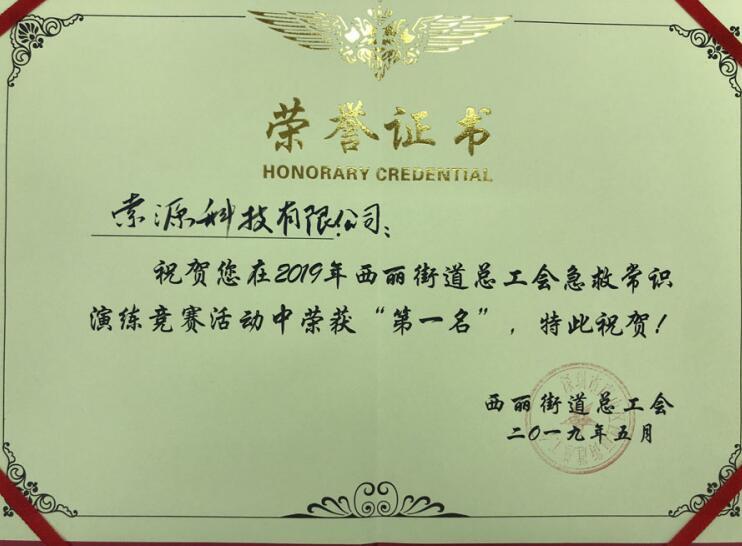 荣誉证书
HONORARY CREDENTIAL
索源科技有限公司：
祝贺您在2019年西丽街道总工会急救常识
演练竞赛活动中荣获“第一名”，特此祝贺！
西丽街道总工会
二〇一九年五月